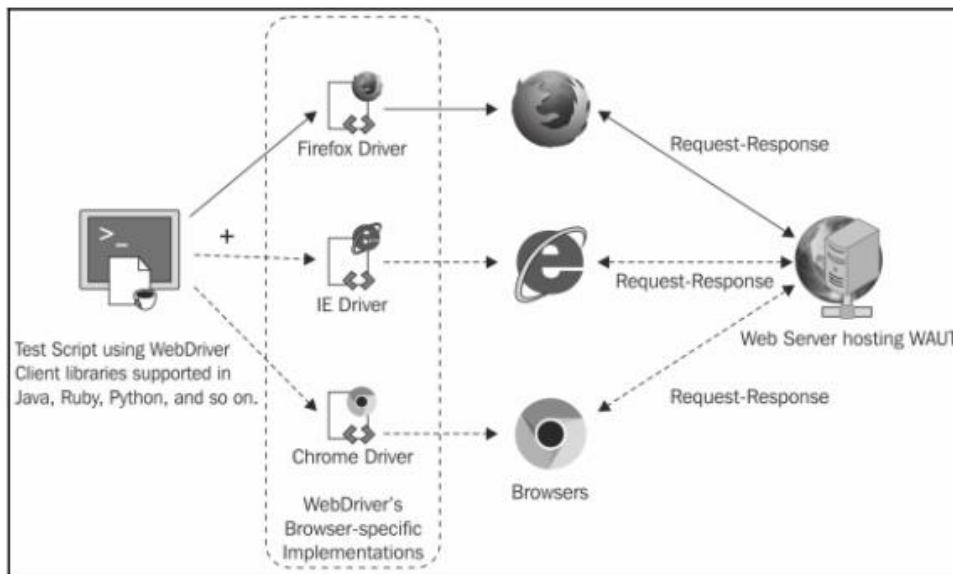 Firefox Driver
Request-Response
>_
+
IE Driver
Request-Response
Test Script using WebDriver
Client libraries supported in
Java, Ruby, Python, and so on.
Web Server hosting WAUT
Chrome Driver
Request-Response
Browsers
WebDriver's
Browser-specific
Implementations